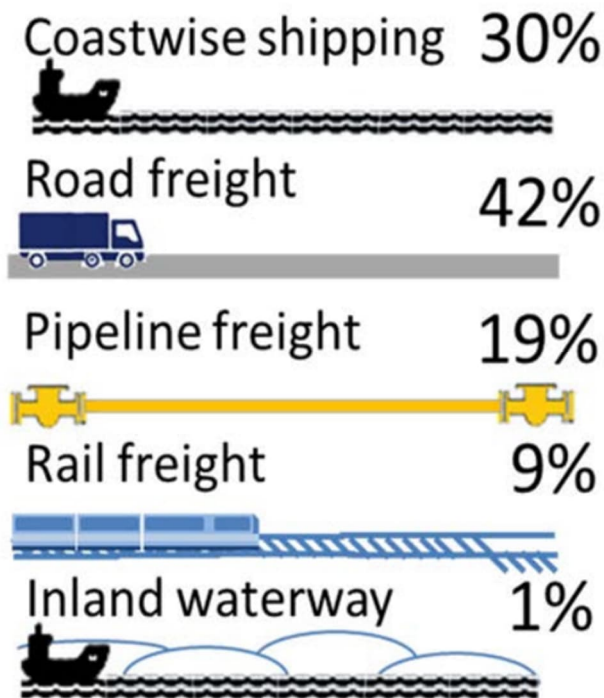 Coastwise shipping 30%
Road freight 42%
Pipeline freight 19%
Rail freight 9%
Inland waterway 1%